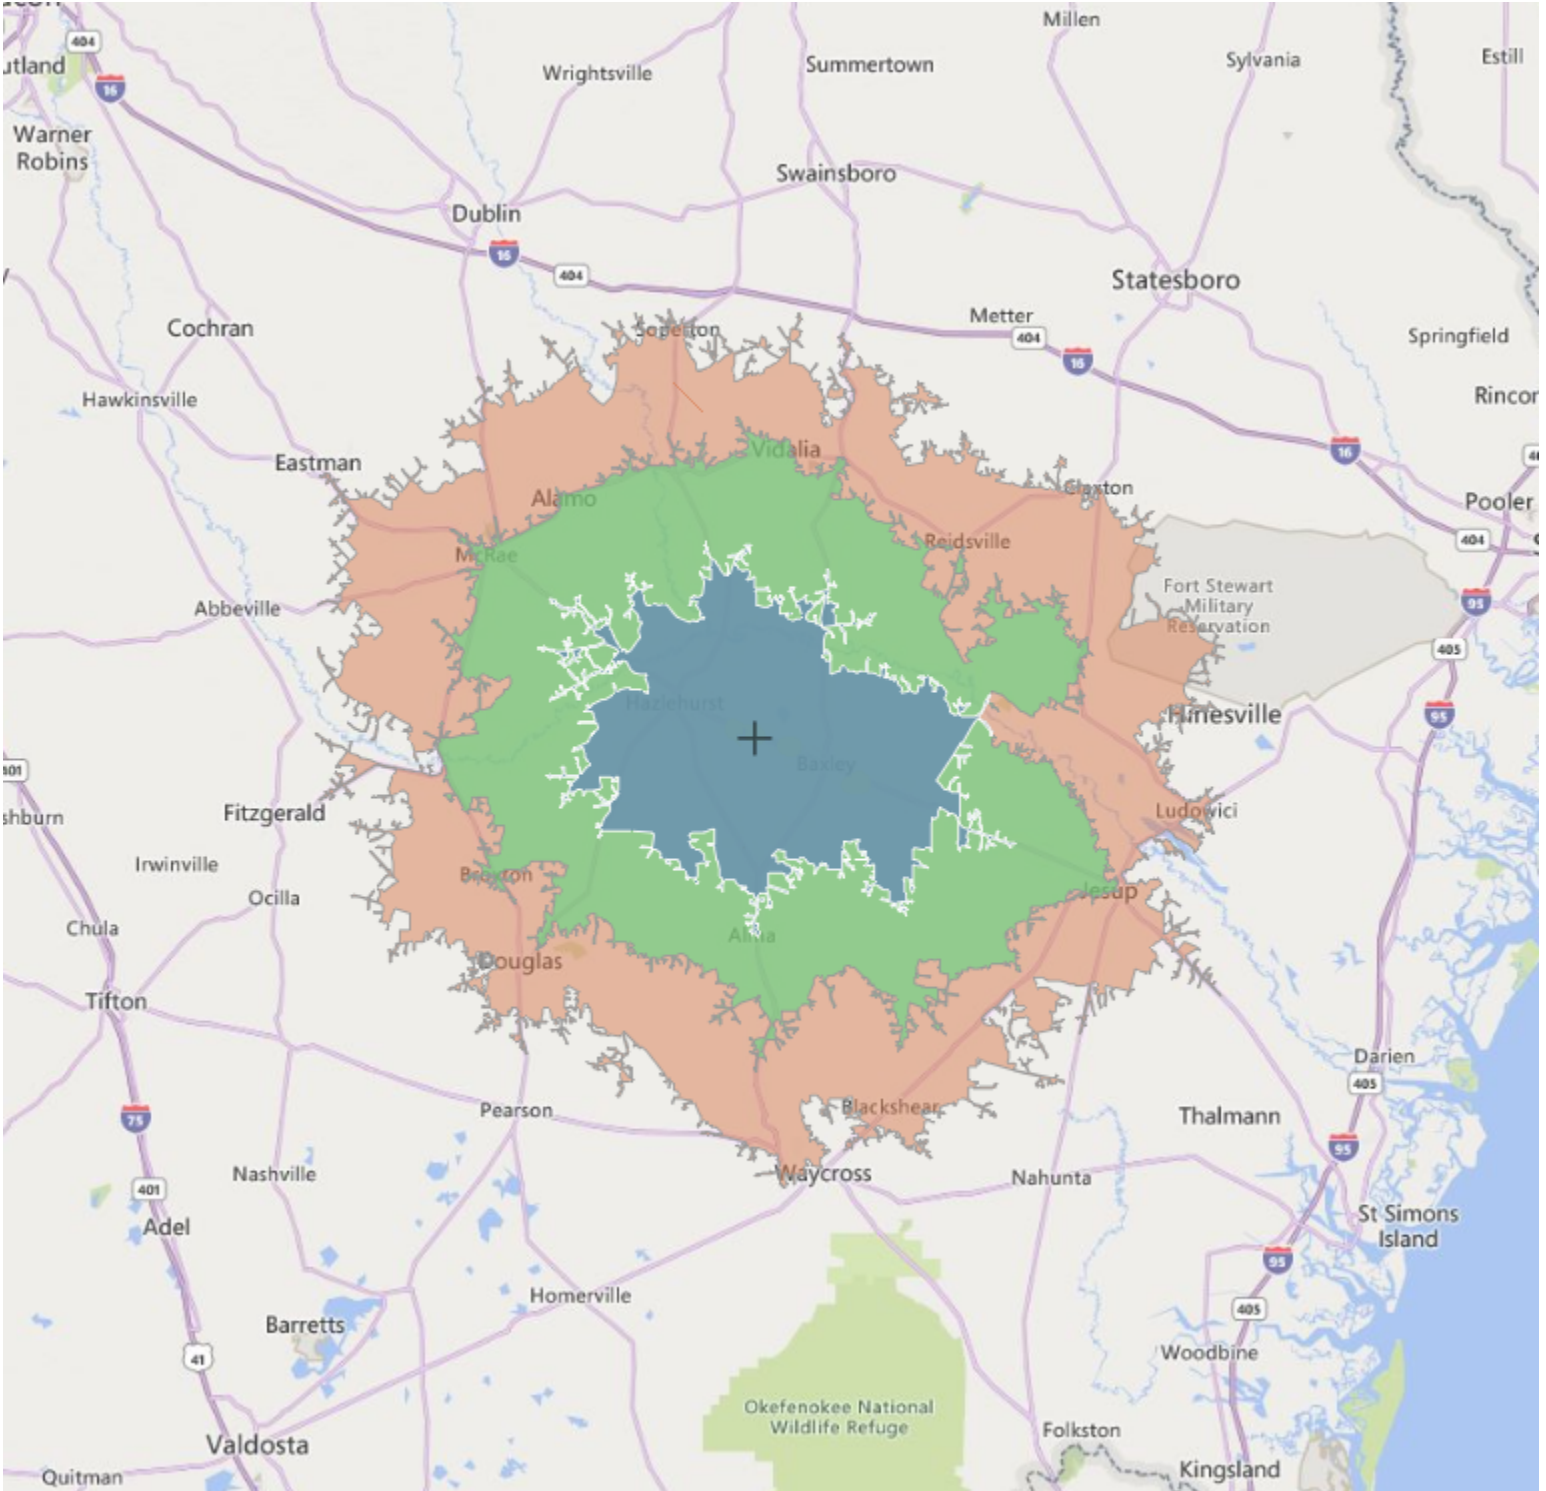 404
Millen
Wrightsville
Summertown
Sylvania
Estill
utland
16
Warner
Robins
Swainsboro
Dublin
16
404
Statesboro
Metter
404
16
Soperton
Cochran
Springfield
Hawkinsville
Rincor
Vidalia
16
Eastman
Alamo
Claxton
Pooler
404
McRae
Reidsville
Fort Stewart
Military
Reservation
95
Abbeville
405
Hazlehurst
Hinesville
95
Baxley
401
Fitzgerald
Ludowici
shburn
Irwinville
Broxton
Ocilla
Jesup
Chula
Alma
Douglas
Tifton
Darien
405
75
Pearson
Blackshear
Thalmann
95
Nashville
Waycross
Nahunta
401
Adel
St Simons
Island
95
Homerville
405
Barretts
41
Woodbine
Okefenokee National
Wildlife Refuge
Folkston
Valdosta
Quitman
Kingsland